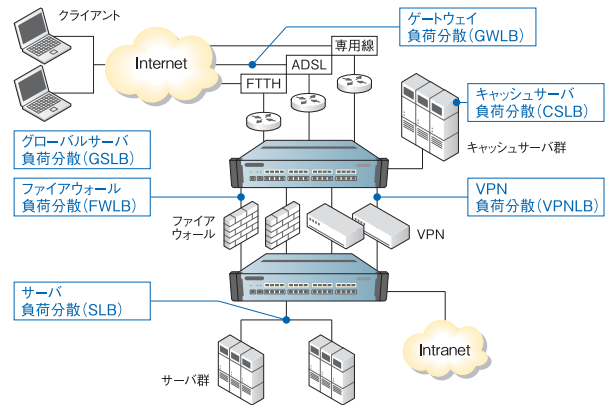 クライアント
Internet
専用線
ADSL
FTTH
ゲートウェイ
負荷分散(GWLB)
キャッシュサーバ
負荷分散(CSLB)
キャッシュサーバ群
グローバルサーバ
負荷分散(GSLB)
ファイアウォール
負荷分散(FWLB)
ファイア
ウォール
VPN
VPN
負荷分散(VPNLB)
サーバ
負荷分散(SLB)
サーバ群
Intranet